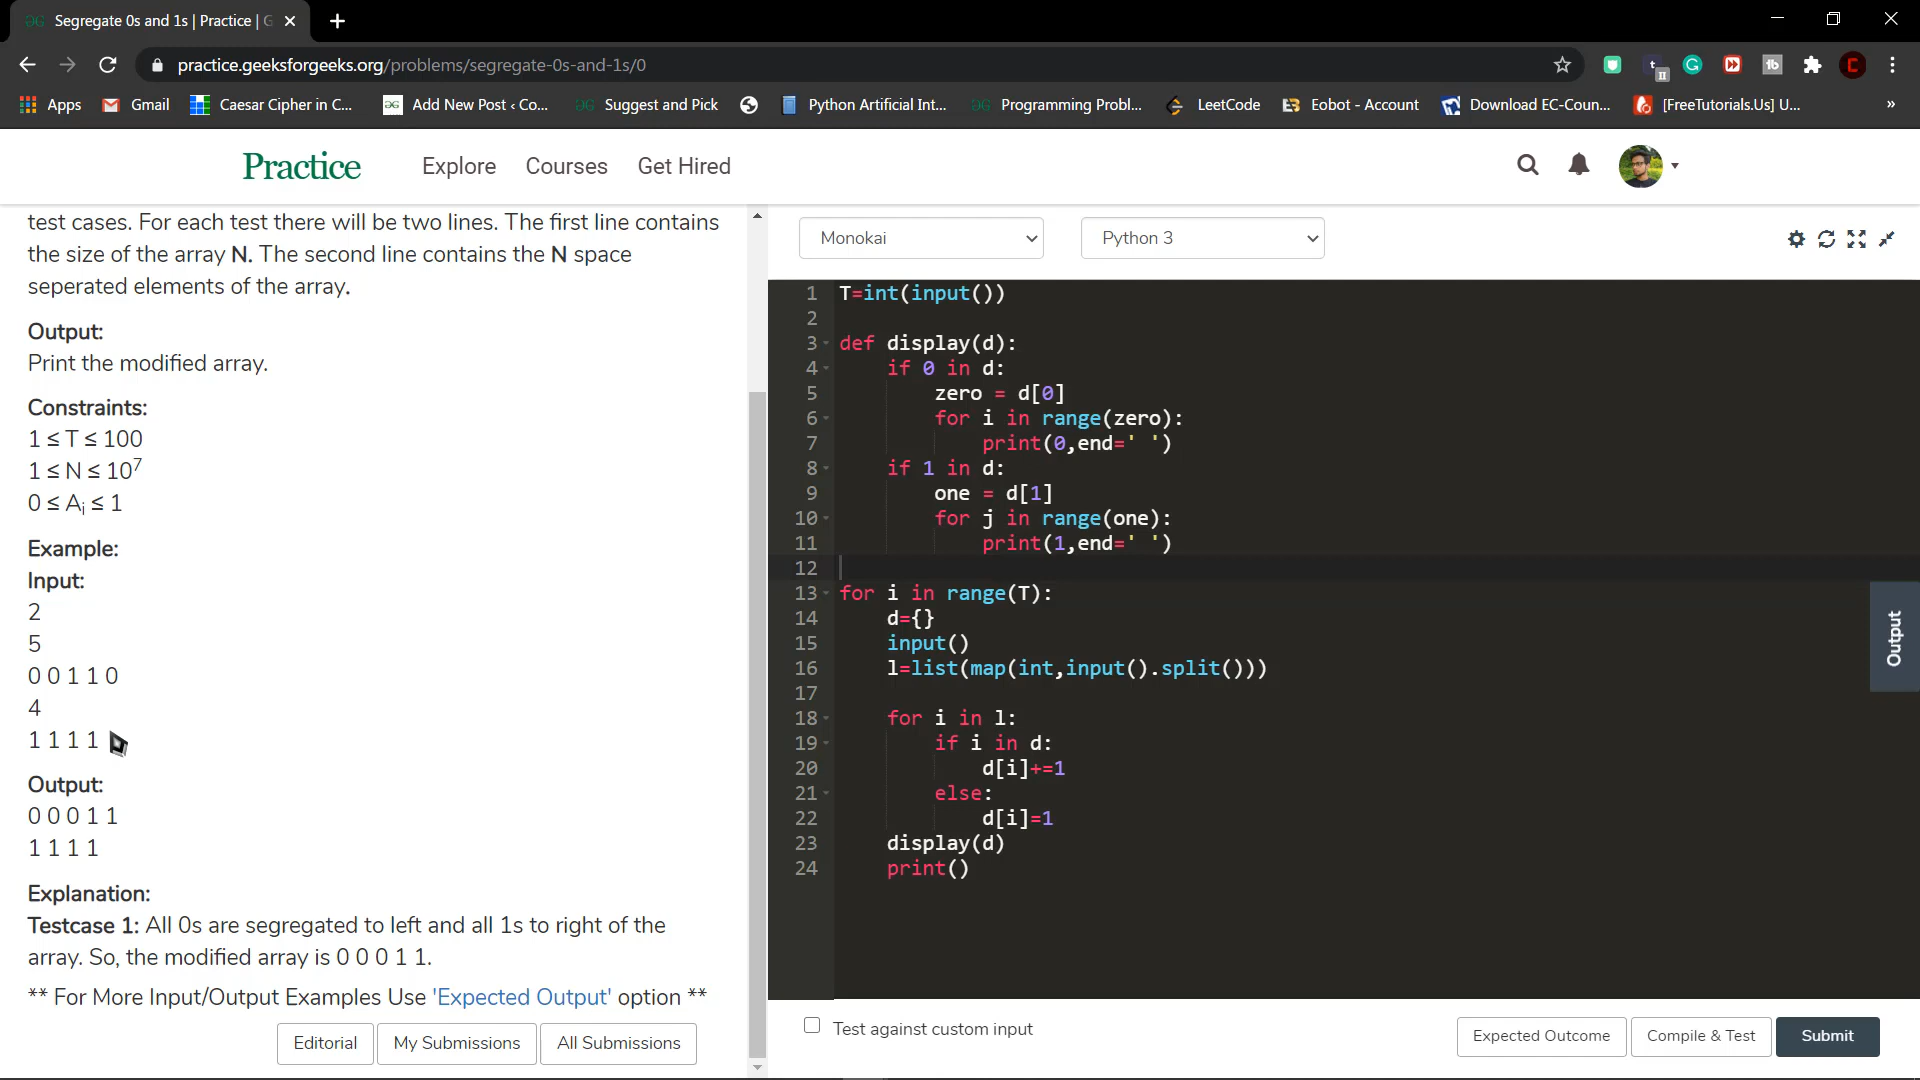 Segregate 0s and 1s | Practice | G
practice.geeksforgeeks.org/problems/segregate-0s-and-1s/0
Apps Gmail Caesar Cipher in C... Add New Post ‹ Co... Suggest and Pick Python Artificial Int... Programming Probl... LeetCode Eobot - Account Download EC-Coun... [FreeTutorials.Us] U... »
Practice Explore Courses Get Hired
test cases. For each test there will be two lines. The first line contains
the size of the array N. The second line contains the N space
seperated elements of the array.
Output:
Print the modified array.
Constraints:
1 ≤ T ≤ 100
1 ≤ N ≤ 10⁷
0 ≤ Aᵢ ≤ 1
Example:
Input:
2
5
0 0 1 1 0
4
1 1 1 1
Output:
0 0 0 1 1
1 1 1 1
Explanation:
Testcase 1: All 0s are segregated to left and all 1s to right of the
array. So, the modified array is 0 0 0 1 1.
** For More Input/Output Examples Use 'Expected Output' option **
Editorial My Submissions All Submissions
Monokai Python 3
1 T=int(input())
2
3 def display(d):
4 if 0 in d:
5 zero = d[0]
6 for i in range(zero):
7 print(0,end=' ')
8 if 1 in d:
9 one = d[1]
10 for j in range(one):
11 print(1,end=' ')
12
13 for i in range(T):
14 d={}
15 input()
16 l=list(map(int,input().split()))
17
18 for i in l:
19 if i in d:
20 d[i]+=1
21 else:
22 d[i]=1
23 display(d)
24 print()
Output
Test against custom input
Expected Outcome Compile & Test Submit